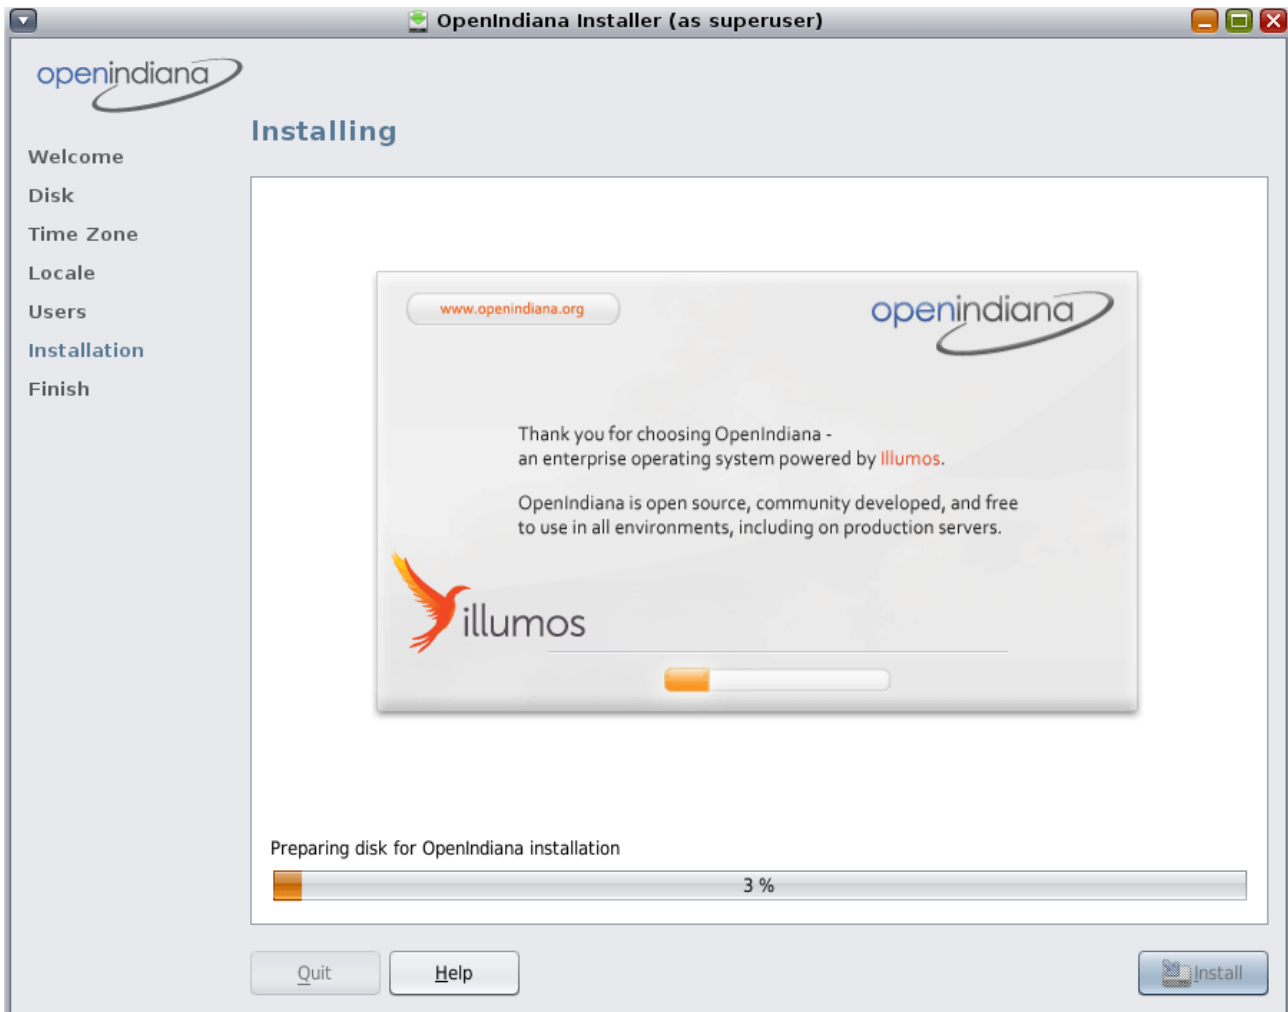 OpenIndiana Installer (as superuser)
openindiana
Installing
Welcome
Disk
Time Zone
Locale
Users
Installation
Finish
www.openindiana.org
openindiana
Thank you for choosing OpenIndiana -
an enterprise operating system powered by Illumos.
OpenIndiana is open source, community developed, and free
to use in all environments, including on production servers.
illumos
Preparing disk for OpenIndiana installation
3 %
Quit
Help
Install